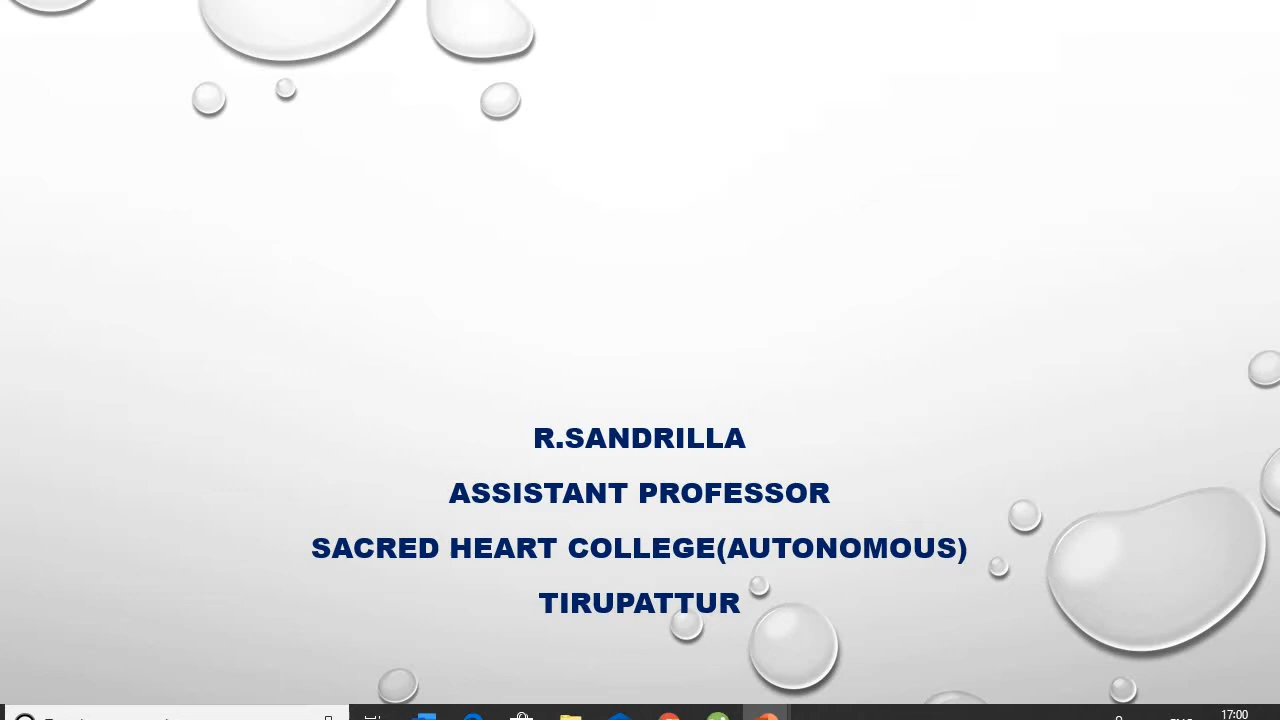 R.SANDRILLA
ASSISTANT PROFESSOR
SACRED HEART COLLEGE(AUTONOMOUS)
TIRUPATTUR
17:00